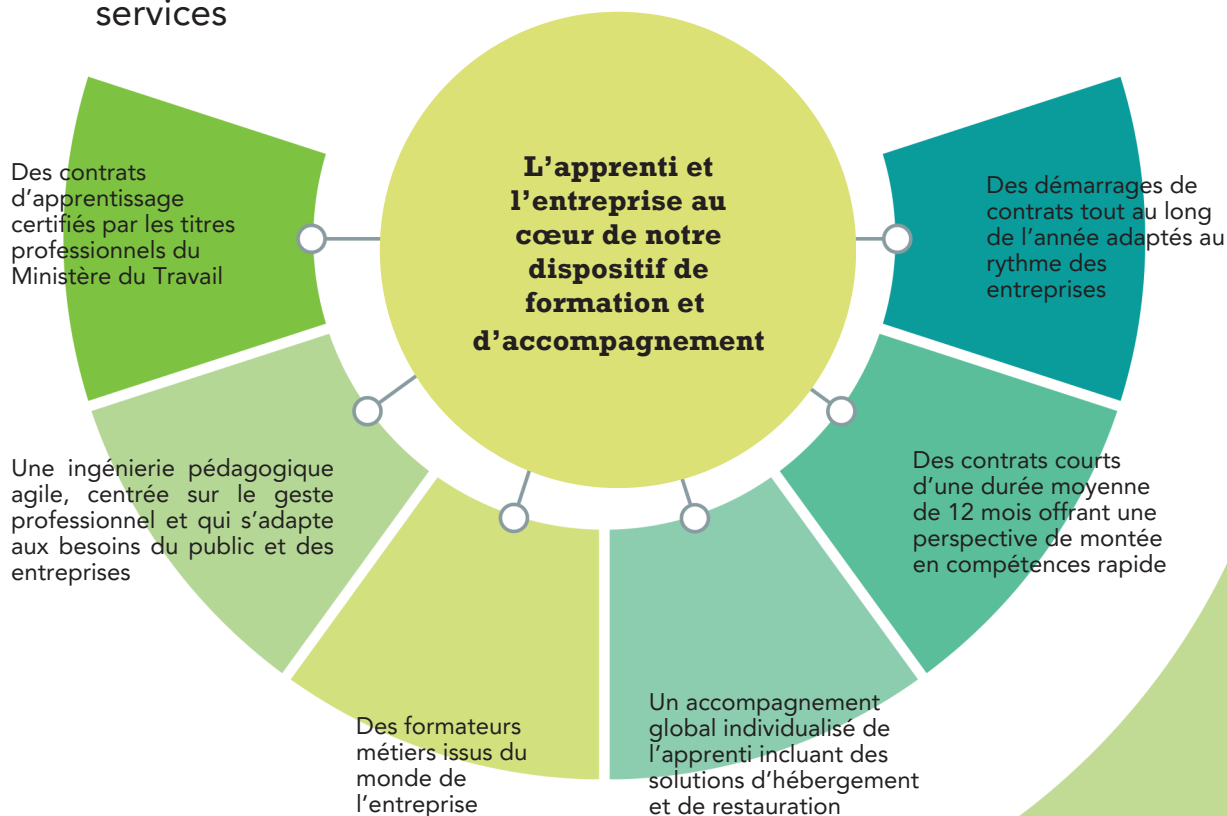 services
L'apprenti et
l'entreprise au
cœur de notre
dispositif de
formation et
d'accompagnement
Des contrats
d'apprentissage
certifiés par les titres
professionnels du
Ministère du Travail
Une ingénierie pédagogique
agile, centrée sur le geste
professionnel et qui s'adapte
aux besoins du public et des
entreprises
Des formateurs
métiers issus du
monde de
l'entreprise
Un accompagnement
global individualisé de
l'apprenti incluant des
solutions d'hébergement
et de restauration
Des contrats courts
d'une durée moyenne
de 12 mois offrant une
perspective de montée
en compétences rapide
Des démarrages de
contrats tout au long
de l'année adaptés au
rythme des
entreprises